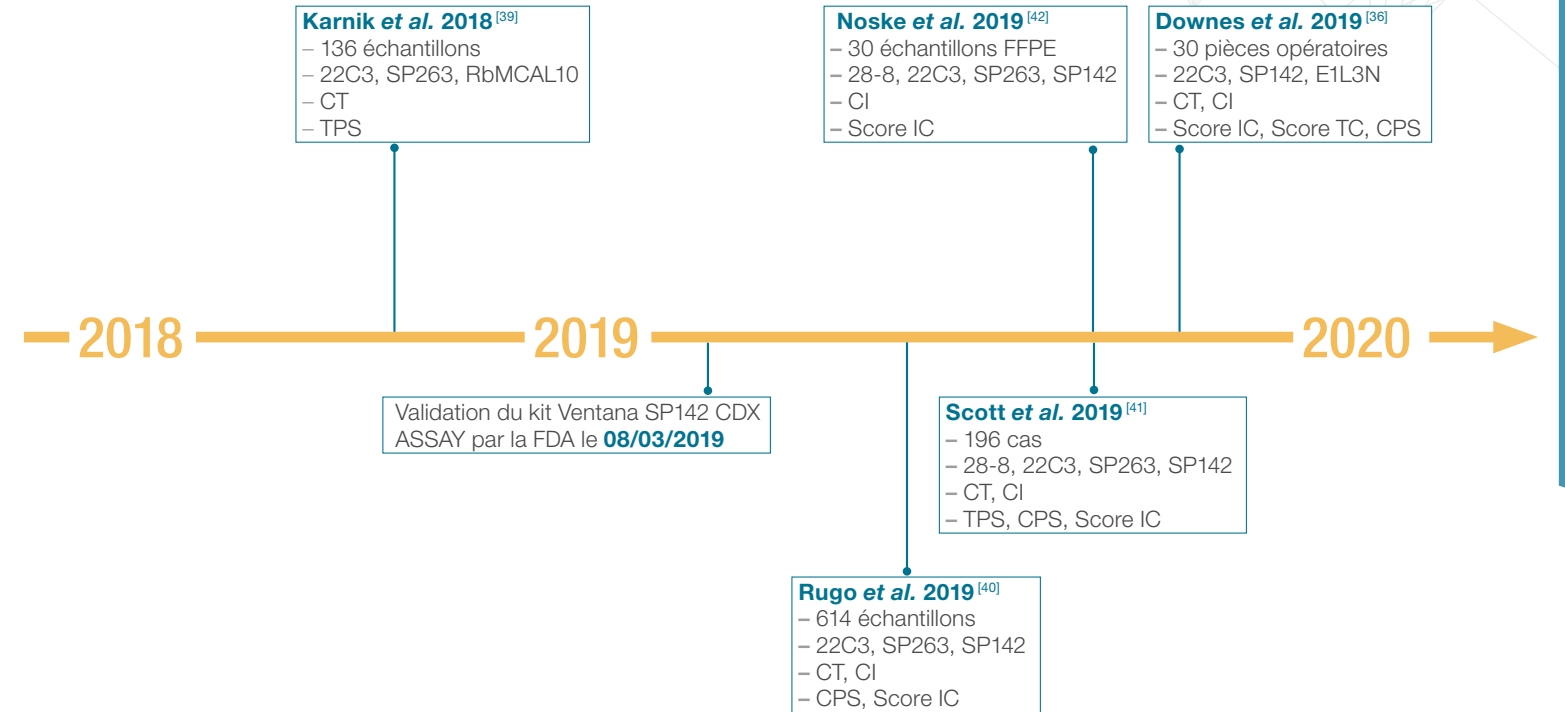 Karnik et al. 2018 [39]
– 136 échantillons
– 22C3, SP263, RbMCAL10
– CT
– TPS
Noske et al. 2019 [42]
– 30 échantillons FFPE
– 28-8, 22C3, SP263, SP142
– CI
– Score IC
Downes et al. 2019 [36]
– 30 pièces opératoires
– 22C3, SP142, E1L3N
– CT, CI
– Score IC, Score TC, CPS
2018 2019 2020
Validation du kit Ventana SP142 CDX
ASSAY par la FDA le 08/03/2019
Scott et al. 2019 [41]
– 196 cas
– 28-8, 22C3, SP263, SP142
– CT, CI
– TPS, CPS, Score IC
Rugo et al. 2019 [40]
– 614 échantillons
– 22C3, SP263, SP142
– CT, CI
– CPS, Score IC